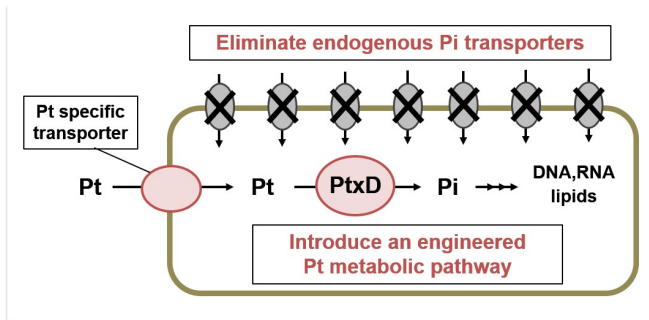 Eliminate endogenous Pi transporters
Pt specific
transporter
Pt
Pt
PtxD
Pi
DNA,RNA
lipids
Introduce an engineered
Pt metabolic pathway